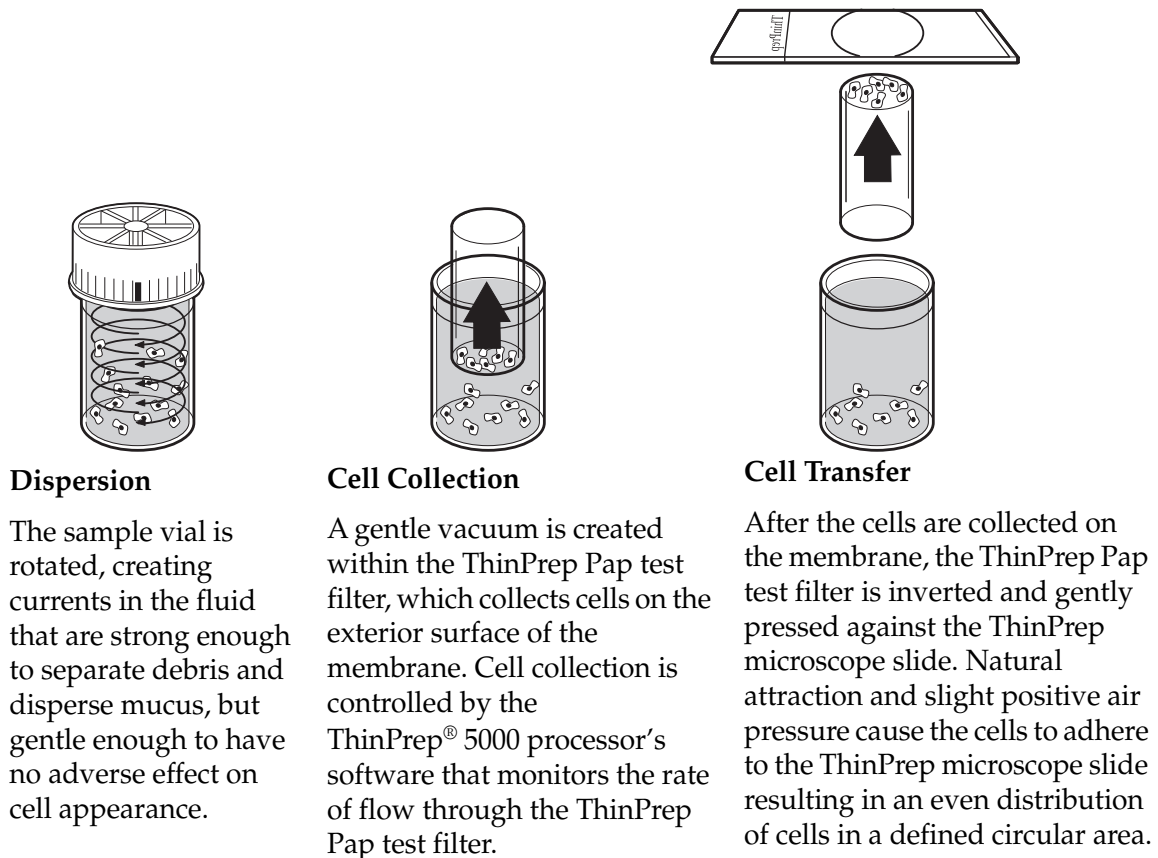 ThinPrep
Dispersion
The sample vial is
rotated, creating
currents in the fluid
that are strong enough
to separate debris and
disperse mucus, but
gentle enough to have
no adverse effect on
cell appearance.
Cell Collection
A gentle vacuum is created
within the ThinPrep Pap test
filter, which collects cells on the
exterior surface of the
membrane. Cell collection is
controlled by the
ThinPrep® 5000 processor’s
software that monitors the rate
of flow through the ThinPrep
Pap test filter.
Cell Transfer
After the cells are collected on
the membrane, the ThinPrep Pap
test filter is inverted and gently
pressed against the ThinPrep
microscope slide. Natural
attraction and slight positive air
pressure cause the cells to adhere
to the ThinPrep microscope slide
resulting in an even distribution
of cells in a defined circular area.